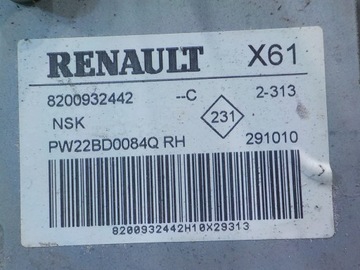 RENAULT X61
8200932442 --C 2-313
NSK 231
PW22BD0084Q RH 291010
8200932442H10X29313